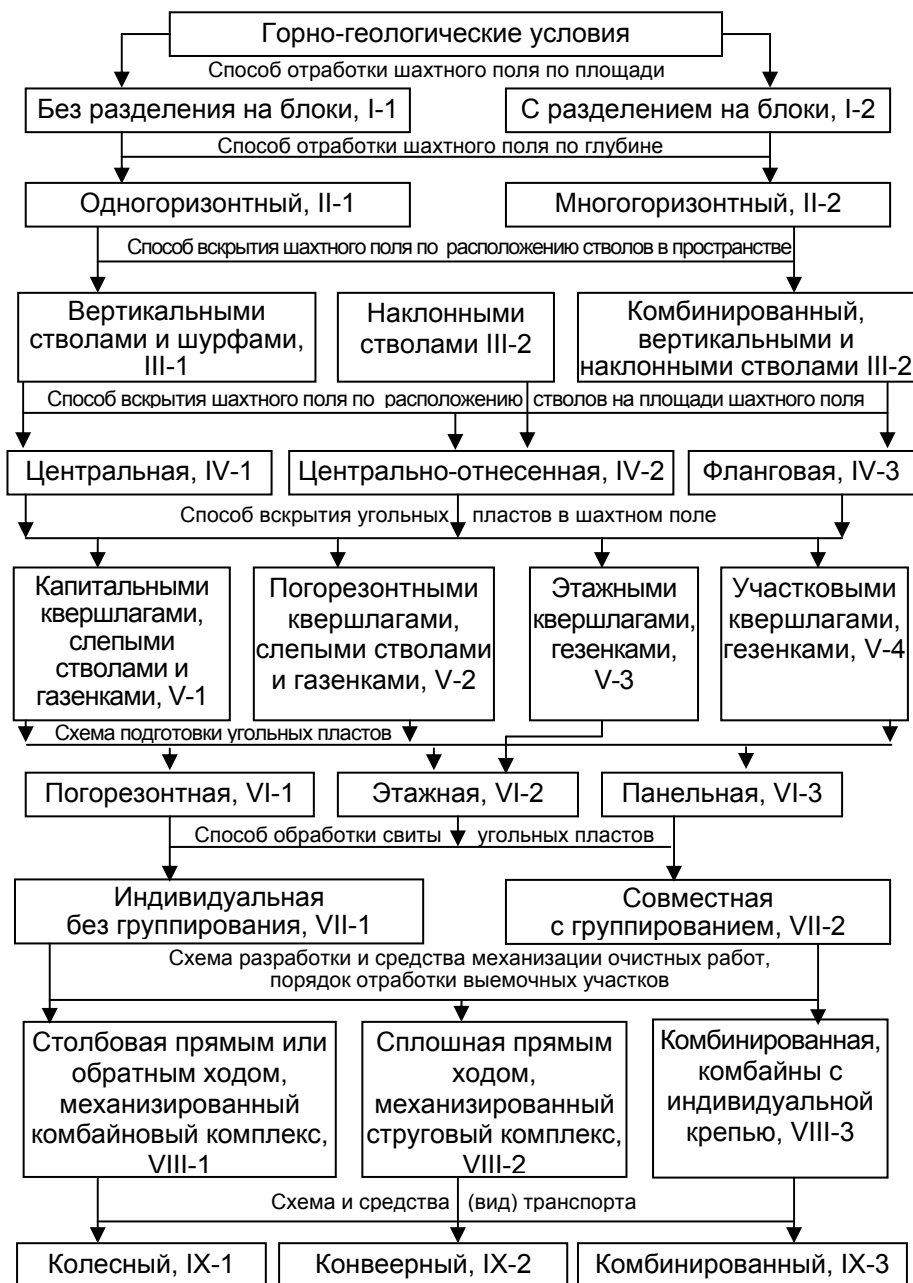 Горно-геологические условия
Способ отработки шахтного поля по площади
Без разделения на блоки, I-1
С разделением на блоки, I-2
Способ отработки шахтного поля по глубине
Одногоризонтный, II-1
Многогоризонтный, II-2
Способ вскрытия шахтного поля по расположению стволов в пространстве
Вертикальными
стволами и шурфами,
III-1
Наклонными
стволами III-2
Комбинированный,
вертикальными и
наклонными стволами III-2
Способ вскрытия шахтного поля по расположению стволов на площади шахтного поля
Центральная, IV-1
Центрально-отнесенная, IV-2
Фланговая, IV-3
Способ вскрытия угольных пластов в шахтном поле
Капитальными
квершлагами,
слепыми
стволами и
газенками, V-1
Погорезонтными
квершлагами,
слепыми стволами
и газенками, V-2
Этажными
квершлагами,
гезенками,
V-3
Участковыми
квершлагами,
гезенками, V-4
Схема подготовки угольных пластов
Погорезонтная, VI-1
Этажная, VI-2
Панельная, VI-3
Способ обработки свиты угольных пластов
Индивидуальная
без группирования, VII-1
Совместная
с группированием, VII-2
Схема разработки и средства механизации очистных работ,
порядок отработки выемочных участков
Столбовая прямым или
обратным ходом,
механизированный
комбайновый комплекс,
VIII-1
Сплошная прямым
ходом,
механизированный
струговый комплекс,
VIII-2
Комбинированная,
комбайны с
индивидуальной
крепью, VIII-3
Схема и средства (вид) транспорта
Колесный, IX-1
Конвеерный, IX-2
Комбинированный, IX-3